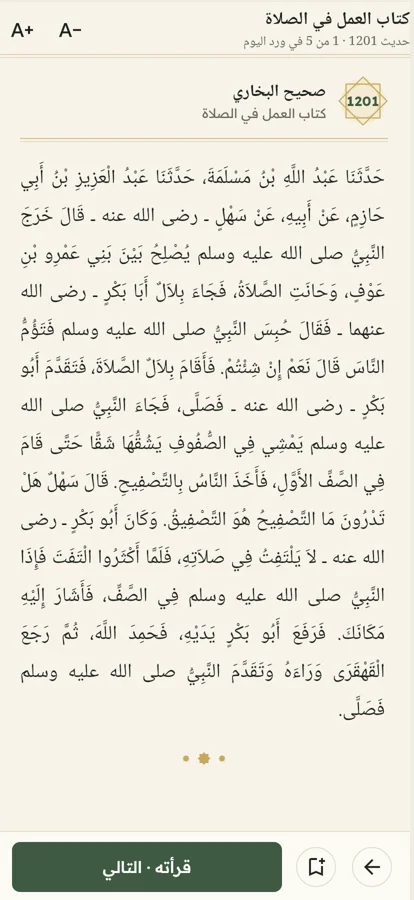 كتاب العمل في الصلاة
حديث 1201 · 1 من 5 في ورد اليوم
A−
A+
1201
صحيح البخاري
كتاب العمل في الصلاة
حَدَّثَنَا عَبْدُ اللَّهِ بْنُ مَسْلَمَةَ، حَدَّثَنَا عَبْدُ الْعَزِيزِ بْنُ أَبِي
حَازِمٍ، عَنْ أَبِيهِ، عَنْ سَهْلٍ ـ رضى الله عنه ـ قَالَ خَرَجَ
النَّبِيُّ صلى الله عليه وسلم يُصْلِحُ بَيْنَ بَنِي عَمْرِو بْنِ
عَوْفٍ، وَحَانَتِ الصَّلاَةُ، فَجَاءَ بِلاَلٌ أَبَا بَكْرٍ ـ رضى الله
عنهما ـ فَقَالَ حُبِسَ النَّبِيُّ صلى الله عليه وسلم فَتَؤُمُّ
النَّاسَ قَالَ نَعَمْ إِنْ شِئْتُمْ. فَأَقَامَ بِلاَلٌ الصَّلاَةَ، فَتَقَدَّمَ أَبُو
بَكْرٍ ـ رضى الله عنه ـ فَصَلَّى، فَجَاءَ النَّبِيُّ صلى الله
عليه وسلم يَمْشِي فِي الصُّفُوفِ يَشُقُّهَا شَقًّا حَتَّى قَامَ
فِي الصَّفِّ الأَوَّلِ، فَأَخَذَ النَّاسُ بِالتَّصْفِيحِ. قَالَ سَهْلٌ هَلْ
تَدْرُونَ مَا التَّصْفِيحُ هُوَ التَّصْفِيقُ. وَكَانَ أَبُو بَكْرٍ ـ رضى
الله عنه ـ لاَ يَلْتَفِتُ فِي صَلاَتِهِ، فَلَمَّا أَكْثَرُوا الْتَفَتَ فَإِذَا
النَّبِيُّ صلى الله عليه وسلم فِي الصَّفِّ، فَأَشَارَ إِلَيْهِ
مَكَانَكَ. فَرَفَعَ أَبُو بَكْرٍ يَدَيْهِ، فَحَمِدَ اللَّهَ، ثُمَّ رَجَعَ
الْقَهْقَرَى وَرَاءَهُ وَتَقَدَّمَ النَّبِيُّ صلى الله عليه وسلم
فَصَلَّى.
قرأته · التالي